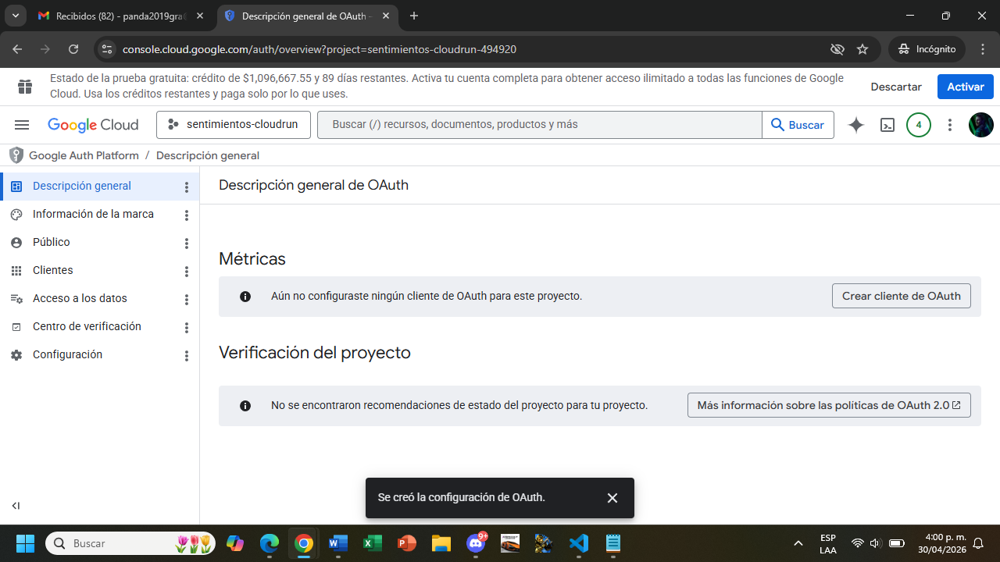 Recibidos (82) - panda2019gra
Descripción general de OAuth -
console.cloud.google.com/auth/overview?project=sentimientos-cloudrun-494920
Incógnito
Estado de la prueba gratuita: crédito de $1,096,667.55 y 89 días restantes. Activa tu cuenta completa para obtener acceso ilimitado a todas las funciones de Google
Cloud. Usa los créditos restantes y paga solo por lo que uses.
Descartar
Activar
Google Cloud
sentimientos-cloudrun
Buscar (/) recursos, documentos, productos y más
Buscar
4
Google Auth Platform / Descripción general
Descripción general
Información de la marca
Público
Clientes
Acceso a los datos
Centro de verificación
Configuración
Descripción general de OAuth
Métricas
Aún no configuraste ningún cliente de OAuth para este proyecto.
Crear cliente de OAuth
Verificación del proyecto
No se encontraron recomendaciones de estado del proyecto para tu proyecto.
Más información sobre las políticas de OAuth 2.0
Se creó la configuración de OAuth.
Buscar
9+
ESP
LAA
4:00 p. m.
30/04/2026